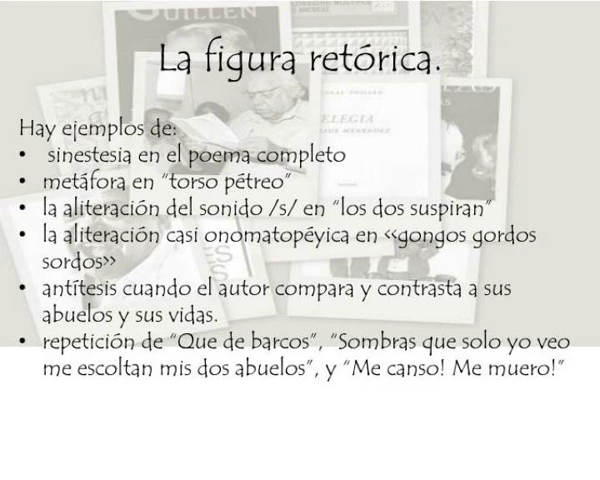 GUILLÉN
La figura retórica.
ELEGÍA
Hay ejemplos de:
• sinestesia en el poema completo
• metáfora en “torso pétreo”
• la aliteración del sonido /s/ en “los dos suspiran”
• la aliteración casi onomatopéyica en «gongos gordos
sordos»
• antítesis cuando el autor compara y contrasta a sus
abuelos y sus vidas.
• repetición de “Que de barcos”, “Sombras que solo yo veo
me escoltan mis dos abuelos”, y “Me canso! Me muero!”